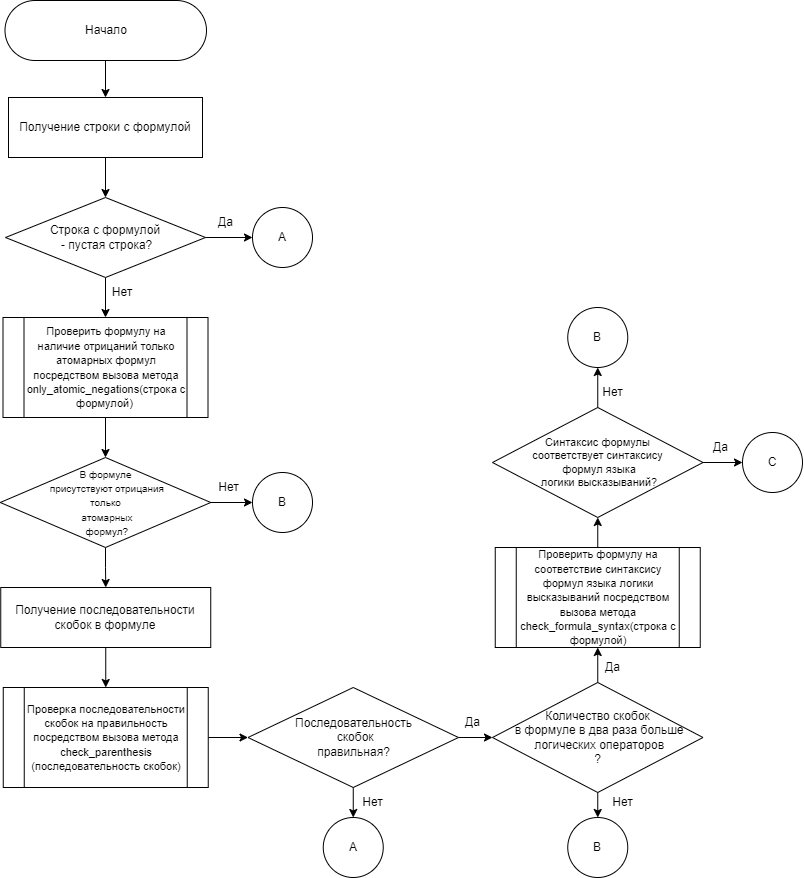 Начало
Получение строки с формулой
Строка с формулой
- пустая строка?
Да
A
Нет
Проверить формулу на
наличие отрицаний только
атомарных формул
посредством вызова метода
only_atomic_negations(строка с
формулой)
В формуле
присутствуют отрицания
только
атомарных
формул?
Нет
B
Получение последовательности
скобок в формуле
Проверка последовательности
скобок на правильность
посредством вызова метода
check_parenthesis
(последовательность скобок)
Последовательность
скобок
правильная?
Да
Нет
A
Количество скобок
в формуле в два раза больше
логических операторов
?
Нет
B
Да
Проверить формулу на
соответствие синтаксису
формул языка логики
высказываний посредством
вызова метода
check_formula_syntax(строка с
формулой)
Синтаксис формулы
соответствует синтаксису
формул языка
логики высказываний?
Да
C
Нет
B